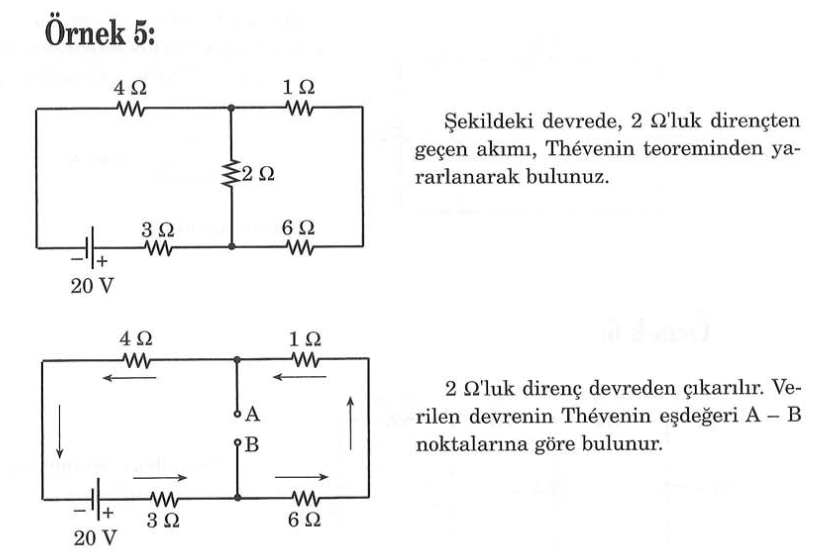 Örnek 5:
4 Ω
1 Ω
2 Ω
3 Ω
6 Ω
−
+
20 V
Şekildeki devrede, 2 Ω'luk dirençten
geçen akımı, Thévenin teoreminden ya-
rarlanarak bulunuz.
4 Ω
1 Ω
A
B
−
+
3 Ω
6 Ω
20 V
2 Ω'luk direnç devreden çıkarılır. Ve-
rilen devrenin Thévenin eşdeğeri A – B
noktalarına göre bulunur.